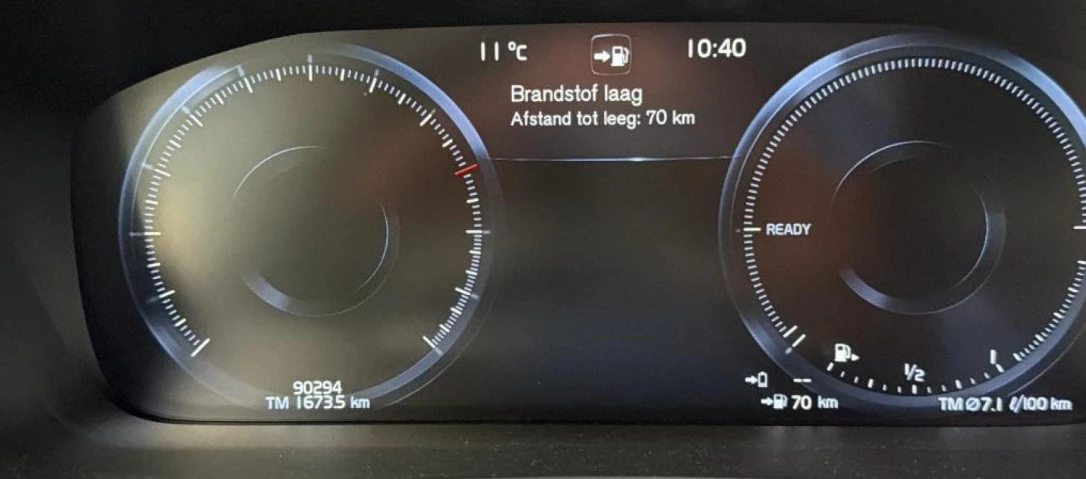 11 °C
10:40
Brandstof laag
Afstand tot leeg: 70 km
READY
1/2
1
90294
TM 1673.5 km
--
70 km
TM Ø7.1 ℓ/100 km